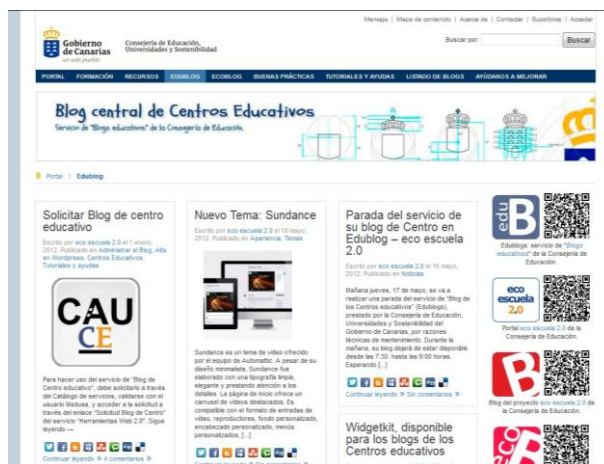 Mensaje | Mapa de contenido | Acerca de | Contactar | Suscribirse | Acceder
Gobierno
de Canarias
un solo pueblo
Consejería de Educación,
Universidades y Sostenibilidad
Buscar por:
Buscar
PORTAL FORMACIÓN RECURSOS EDUBLOG ECOBLOG BUENAS PRÁCTICAS TUTORIALES Y AYUDAS LISTADO DE BLOGS AYÚDANOS A MEJORAR
Blog central de Centros Educativos
Servicio de "Blogs educativos" de la Consejería de Educación.
Portal > Edublog
Solicitar Blog de centro
educativo
Escrito por eco escuela 2.0 el 1 enero,
2012. Publicado en Administrar el Blog, Alta
en Wordpress, Centros Educativos,
Tutoriales y ayudas
CAU
CE
Para hacer uso del servicio de "Blog de
Centro educativo", debe solicitarlo a través
del Catálogo de servicios, validarse con el
usuario Medusa, y acceder a la solicitud a
través del enlace "Solicitud Blog de Centro"
del servicio "Herramientas Web 2.0". Sigue
leyendo →
Continuar leyendo » 4 comentarios »
Nuevo Tema: Sundance
Escrito por eco escuela 2.0 el 18 mayo,
2012. Publicado en Apariencia, Temas
Sundance es un tema de vídeo ofrecido
por el equipo de Automattic. A pesar de su
diseño minimalista, Sundance fue
elaborado con una tipografía limpia,
elegante y prestando atención a los
detalles. La página de inicio ofrece un
carrusel de vídeos destacados. Es
compatible con el formato de entradas de
vídeo, reproductores, fondo personalizado,
encabezado personalizado, menús
personalizados, [...]
Continuar leyendo » Sin comentarios »
Parada del servicio de
su blog de Centro en
Edublog – eco escuela
2.0
Escrito por eco escuela 2.0 el 16 mayo,
2012. Publicado en Noticias
Mañana jueves, 17 de mayo, se va a
realizar una parada del servicio de "Blog de
los Centros educativos" (Edublogs),
prestado por la Consejería de Educación,
Universidades y Sostenibilidad del
Gobierno de Canarias, por razones
técnicas de mantenimiento. Durante la
mañana, su blog dejará de estar disponible
desde las 7:30, hasta las 9:00 horas.
Esperando [...]
Continuar leyendo » Sin comentarios »
Widgetkit, disponible
para los blogs de los
Centros educativos
edu
B
Edublogs: servicio de "Blogs
educativos" de la Consejería de
Educación.
eco
escuela
2.0
Portal eco escuela 2.0 de la
Consejería de Educación.
Blog del proyecto eco escuela 2.0 de
la Consejería de Educación.
eco